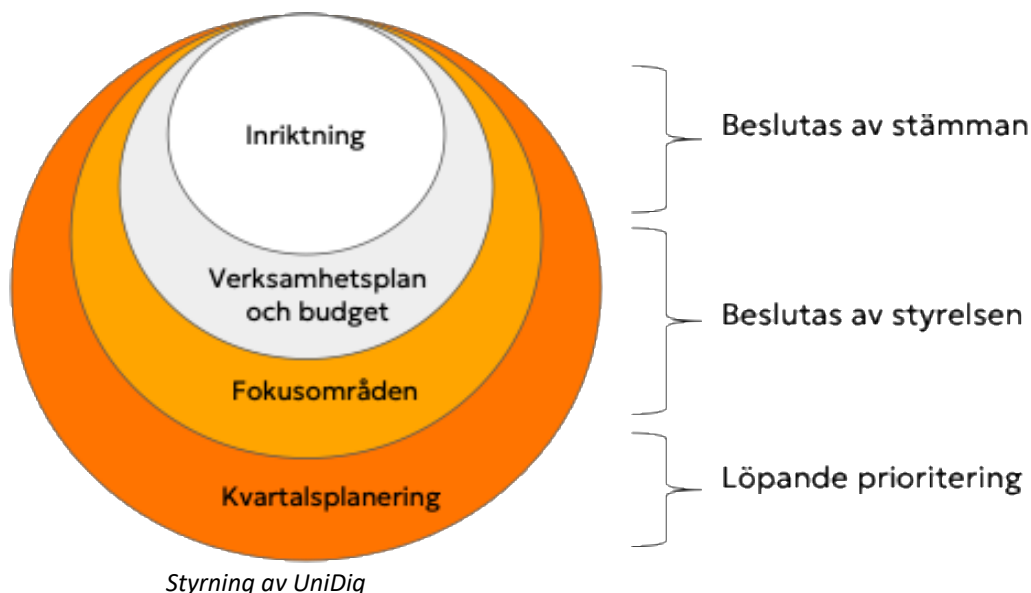 Inriktning
Beslutas av stämman
Verksamhetsplan
och budget
Beslutas av styrelsen
Fokusområden
Kvartalsplanering
Löpande prioritering
Styrning av UniDig